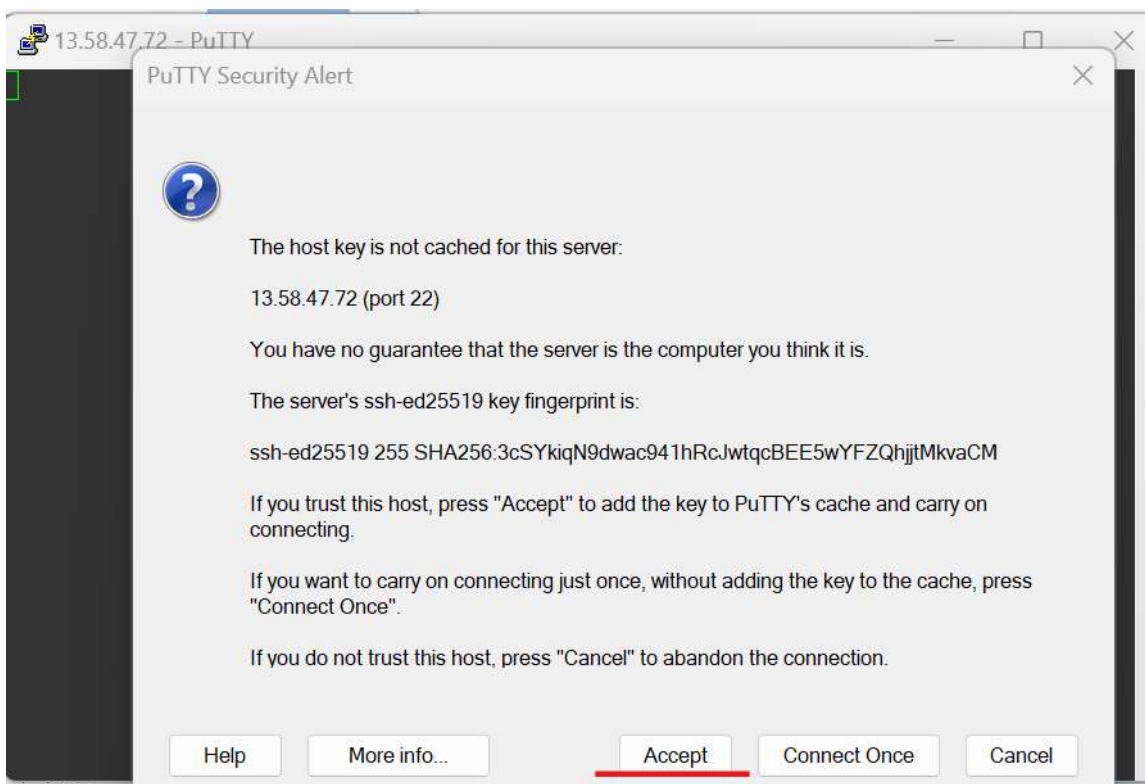 13.58.47.72 - PuTTY
PuTTY Security Alert
The host key is not cached for this server:
13.58.47.72 (port 22)
You have no guarantee that the server is the computer you think it is.
The server's ssh-ed25519 key fingerprint is:
ssh-ed25519 255 SHA256:3cSYkiqN9dwac941hRcJwtqcBEE5wYFZQhjjtMkvaCM
If you trust this host, press "Accept" to add the key to PuTTY's cache and carry on
connecting.
If you want to carry on connecting just once, without adding the key to the cache, press
"Connect Once".
If you do not trust this host, press "Cancel" to abandon the connection.
Help More info... Accept Connect Once Cancel